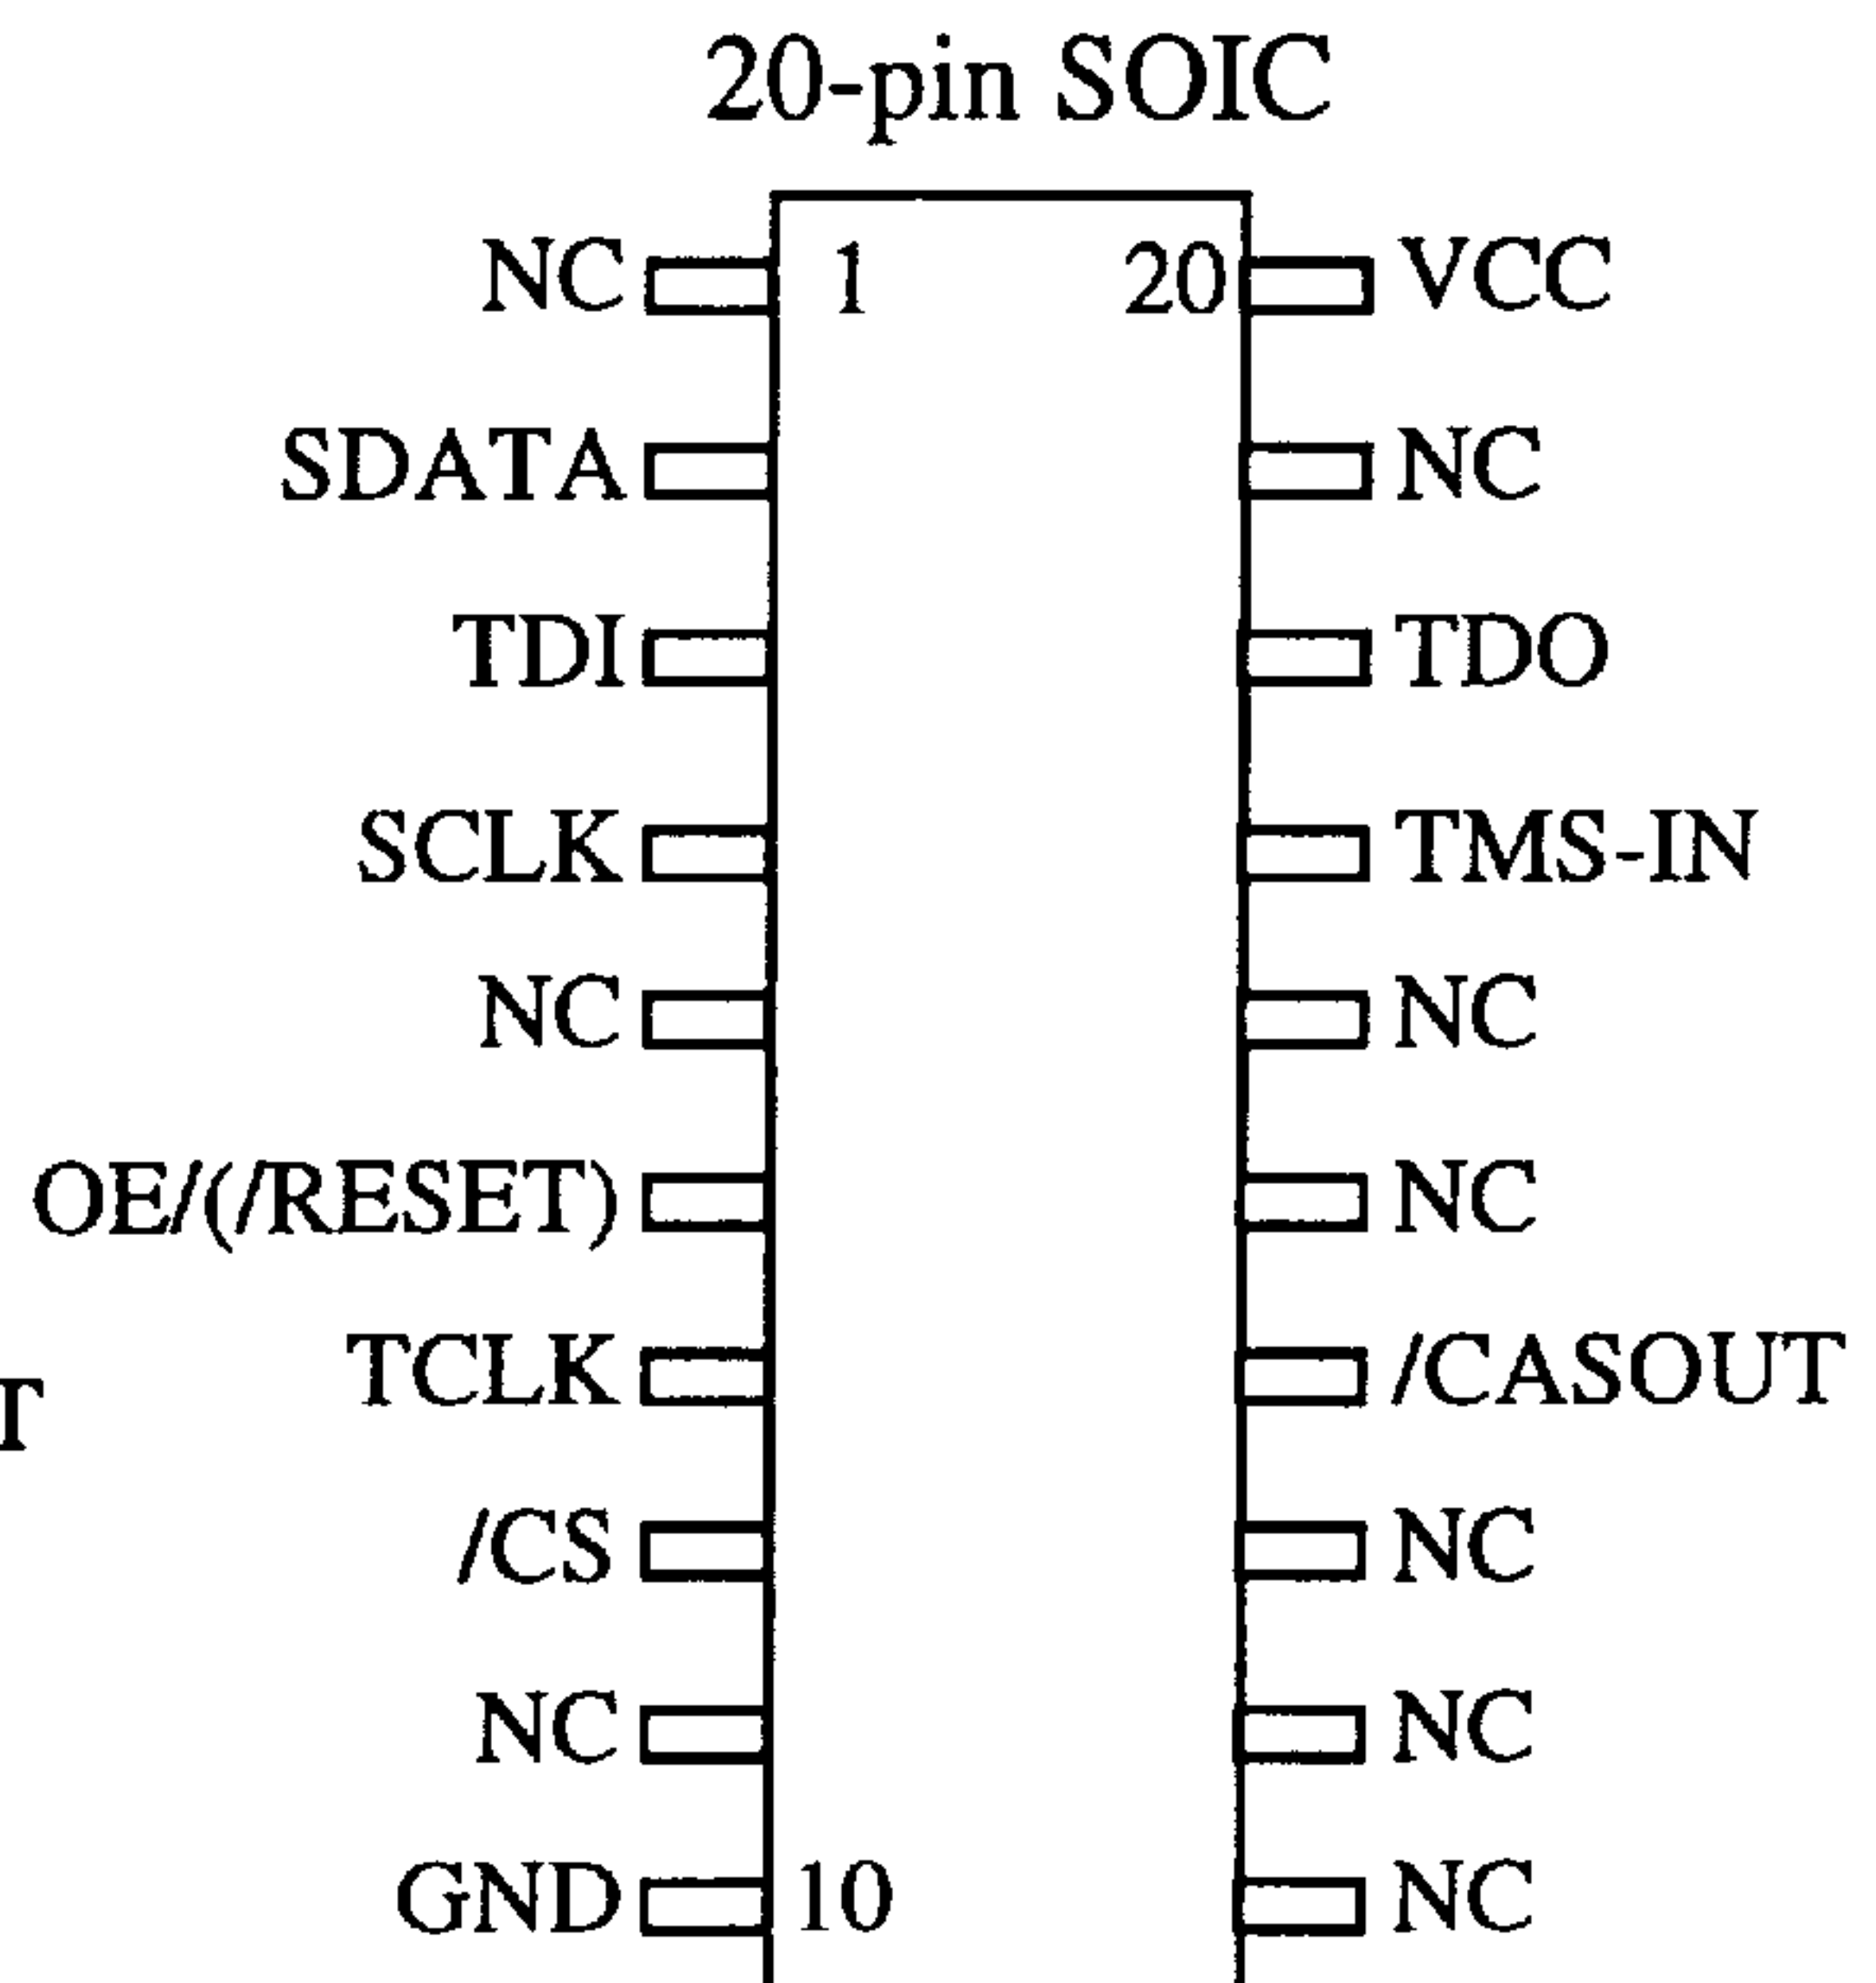 20-pin SOIC
NC 1 20 VCC
SDATA NC
TDI TDO
SCLK TMS-IN
NC NC
OE/(/RESET) NC
TCLK /CASOUT
T
/CS NC
NC NC
GND 10 NC